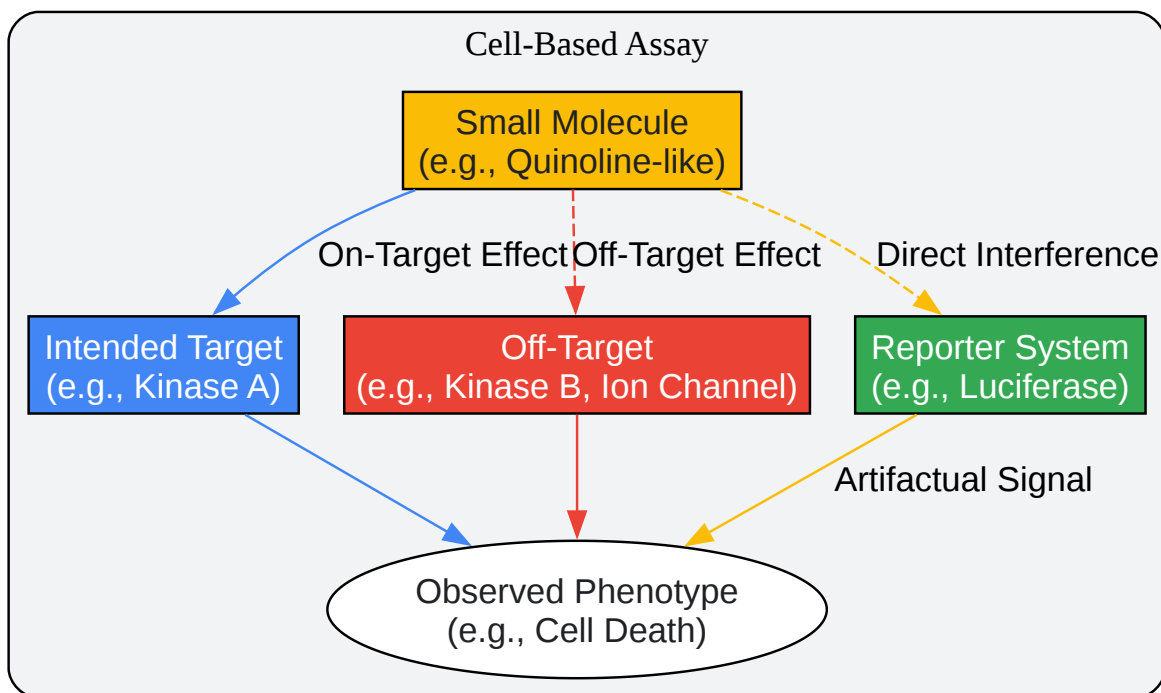 Cell-Based Assay
Small Molecule
(e.g., Quinoline-like)
On-Target Effect
Off-Target Effect
Direct Interference
Intended Target
(e.g., Kinase A)
Off-Target
(e.g., Kinase B, Ion Channel)
Reporter System
(e.g., Luciferase)
Artifactual Signal
Observed Phenotype
(e.g., Cell Death)